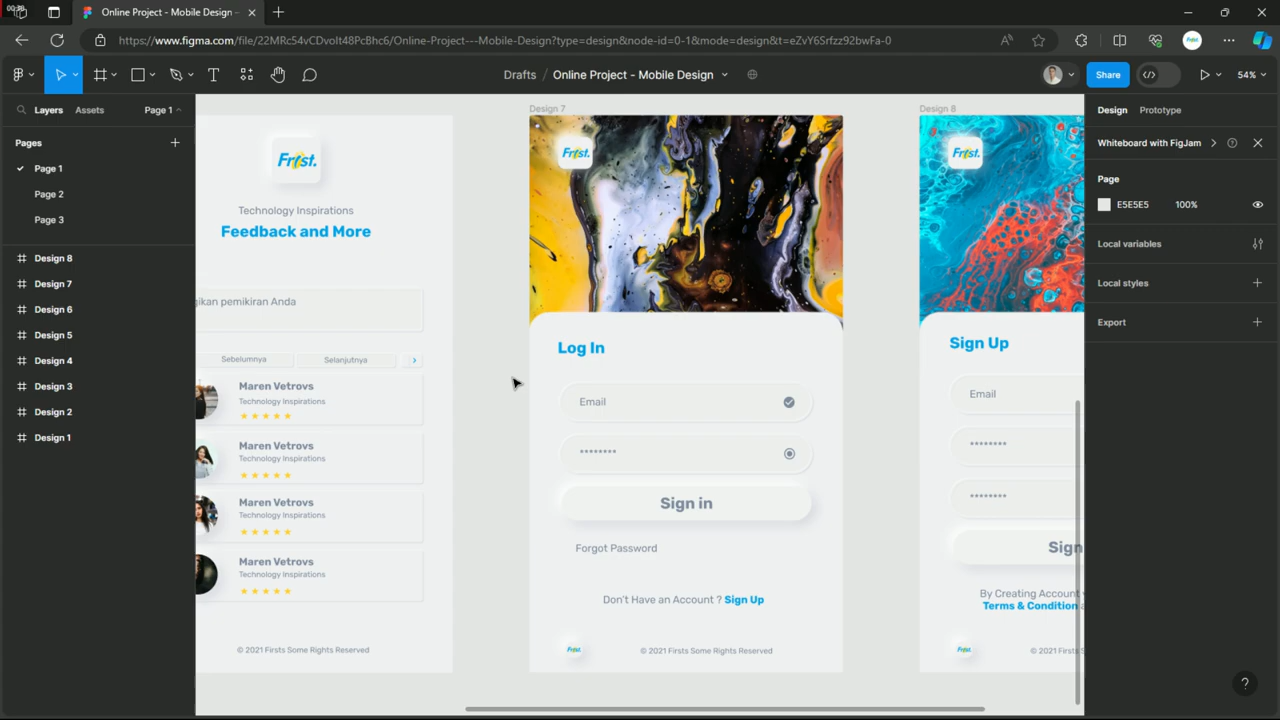 00:38
Online Project - Mobile Design -
https://www.figma.com/file/22MRc54vCDvoIt48PcBhc6/Online-Project---Mobile-Design?type=design&node-id=0-1&mode=design&t=eZvY6Srfzz92bwFa-0
Drafts / Online Project - Mobile Design
Share
54%
Layers Assets Page 1
Pages
Page 1
Page 2
Page 3
Design 8
Design 7
Design 6
Design 5
Design 4
Design 3
Design 2
Design 1
Frist.
Technology Inspirations
Feedback and More
gikan pemikiran Anda
Sebelumnya Selanjutnya
Maren Vetrovs
Technology Inspirations
Maren Vetrovs
Technology Inspirations
Maren Vetrovs
Technology Inspirations
Maren Vetrovs
Technology Inspirations
© 2021 Firsts Some Rights Reserved
Design 7
Frist.
Log In
Email
********
Sign in
Forgot Password
Don't Have an Account ? Sign Up
Frist.
© 2021 Firsts Some Rights Reserved
Design 8
Frist.
Sign Up
Email
********
********
Sign
By Creating Account
Terms & Condition
Frist.
© 2021 Firsts
Design Prototype
Whiteboard with FigJam
Page
E5E5E5 100%
Local variables
Local styles
Export
?